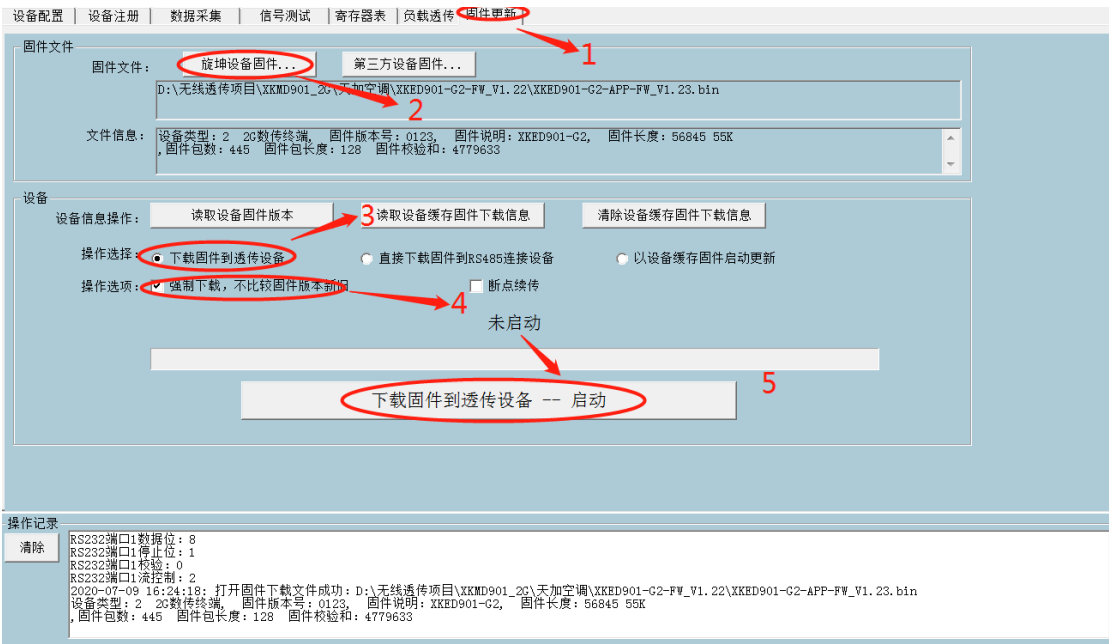 设备配置 设备注册 数据采集 信号测试 寄存器表 负载透传 固件更新
1
固件文件
固件文件: 旋坤设备固件... 第三方设备固件...
D:\无线透传项目\XKMD901_2G\天加空调\XKED901-G2-FW_V1.22\XKED901-G2-APP-FW_V1.23.bin
2
文件信息: 设备类型: 2 2G数传终端, 固件版本号: 0123, 固件说明: XKED901-G2, 固件长度: 56845 55K
,固件包数: 445 固件包长度: 128 固件校验和: 4779633
设备
设备信息操作: 读取设备固件版本 3 读取设备缓存固件下载信息 清除设备缓存固件下载信息
操作选择: 下载固件到透传设备 直接下载固件到RS485连接设备 以设备缓存固件启动更新
操作选项: 强制下载,不比较固件版本新旧 断点续传
4
未启动
5
下载固件到透传设备 -- 启动
操作记录
清除
RS232端口1数据位: 8
RS232端口1停止位: 1
RS232端口1校验: 0
RS232端口1流控制: 2
2020-07-09 16:24:18: 打开固件下载文件成功: D:\无线透传项目\XKMD901_2G\天加空调\XKED901-G2-FW_V1.22\XKED901-G2-APP-FW_V1.23.bin
设备类型: 2 2G数传终端, 固件版本号: 0123, 固件说明: XKED901-G2, 固件长度: 56845 55K
,固件包数: 445 固件包长度: 128 固件校验和: 4779633